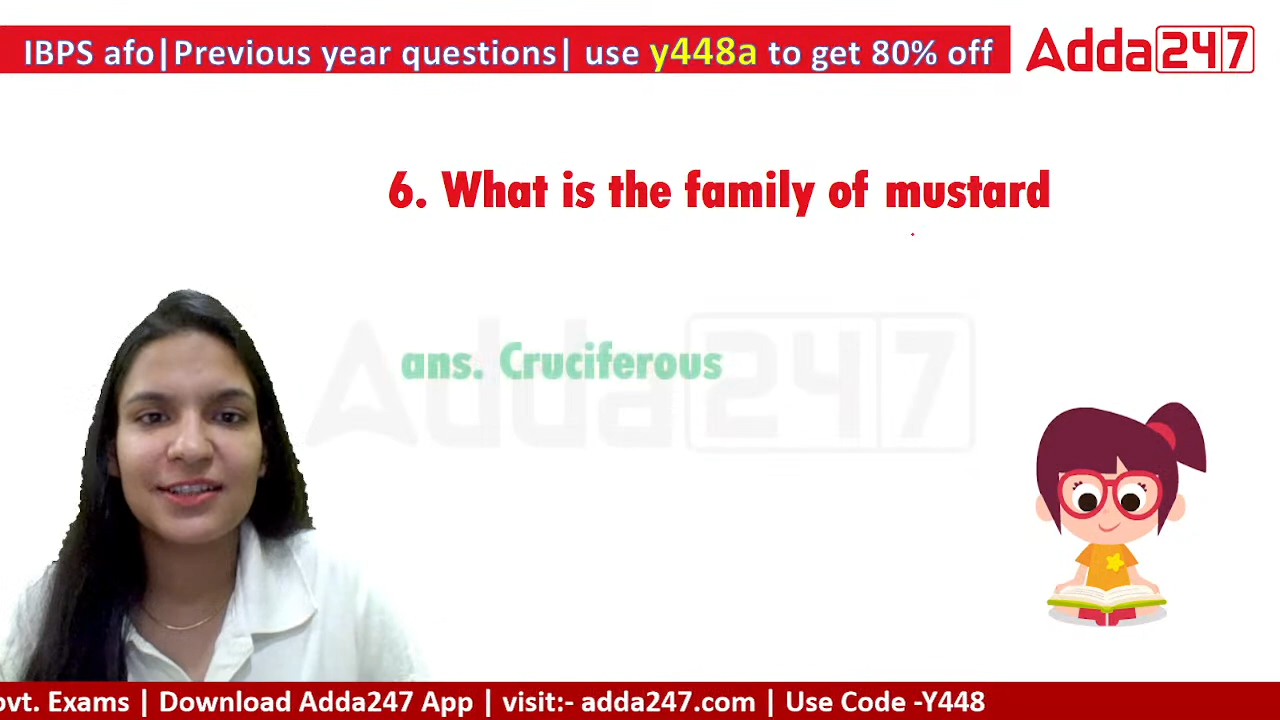 IBPS afo|Previous year questions| use y448a to get 80% off
Adda247
6. What is the family of mustard
ans. Cruciferous
Adda247
ovt. Exams | Download Adda247 App | visit:- adda247.com | Use Code -Y448